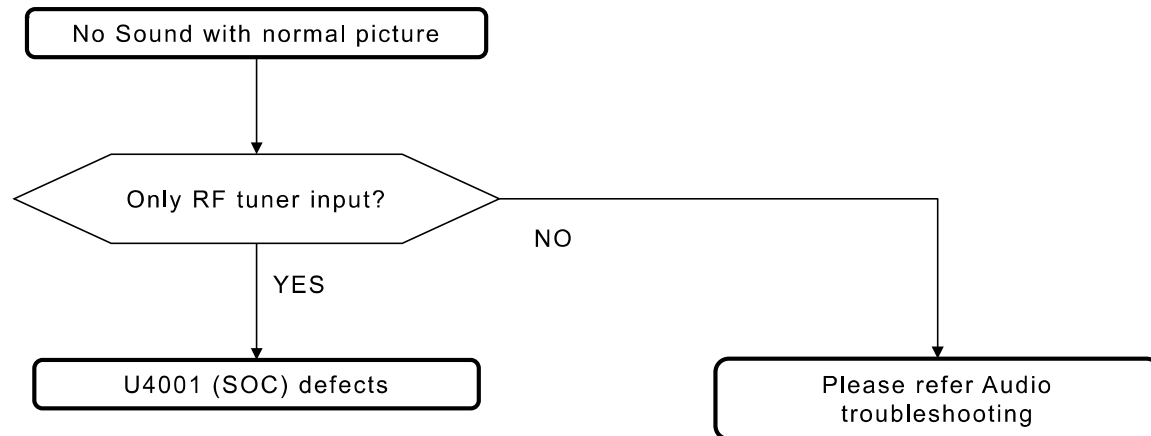 No Sound with normal picture
Only RF tuner input?
NO
YES
U4001 (SOC) defects
Please refer Audio
troubleshooting